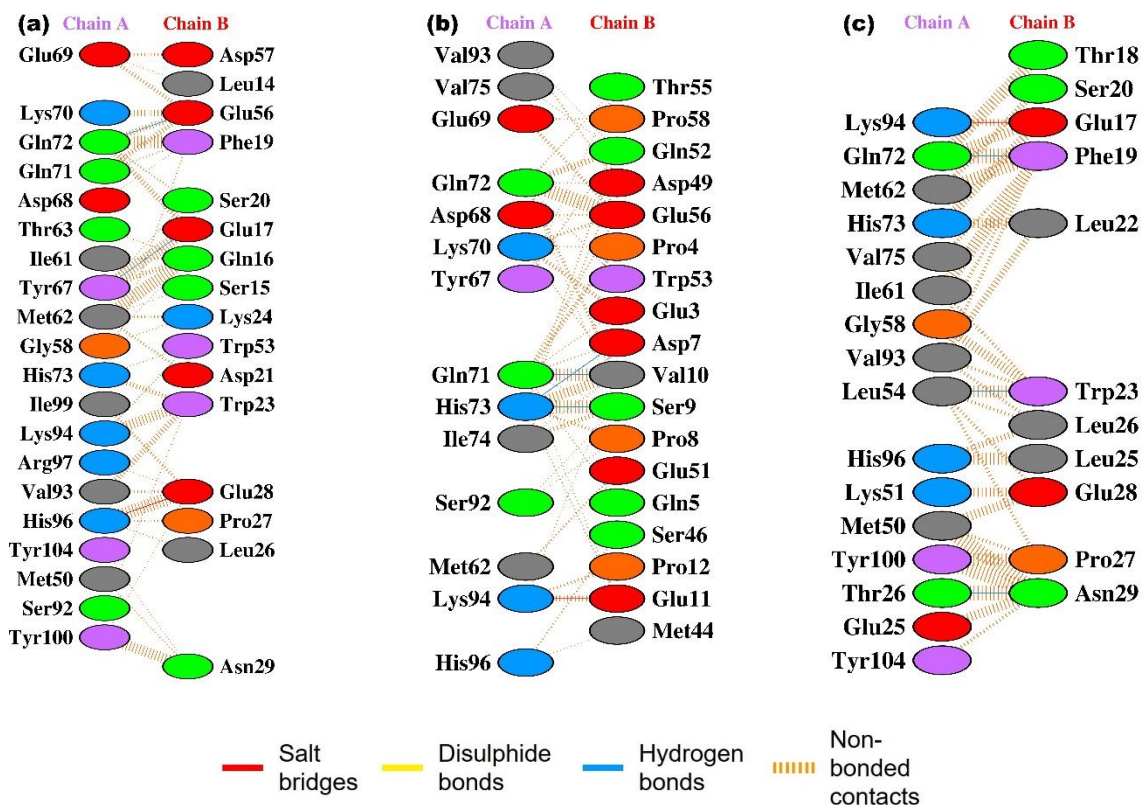 (a)
Chain A Chain B
Glu69 Asp57
Leu14
Lys70 Glu56
Gln72 Phe19
Gln71
Asp68 Ser20
Thr63 Glu17
Ile61 Gln16
Tyr67 Ser15
Met62 Lys24
Gly58 Trp53
His73 Asp21
Ile99 Trp23
Lys94
Arg97
Val93 Glu28
His96 Pro27
Tyr104 Leu26
Met50
Ser92
Tyr100
Asn29
(b)
Chain A Chain B
Val93
Val75 Thr55
Glu69 Pro58
Gln52
Gln72 Asp49
Asp68 Glu56
Lys70 Pro4
Tyr67 Trp53
Glu3
Asp7
Gln71 Val10
His73 Ser9
Ile74 Pro8
Glu51
Ser92 Gln5
Ser46
Met62 Pro12
Lys94 Glu11
Met44
His96
(c)
Chain A Chain B
Thr18
Ser20
Lys94 Glu17
Gln72 Phe19
Met62
His73 Leu22
Val75
Ile61
Gly58
Val93
Leu54 Trp23
Leu26
His96 Leu25
Lys51 Glu28
Met50
Tyr100 Pro27
Thr26 Asn29
Glu25
Tyr104
Salt
bridges
Disulphide
bonds
Hydrogen
bonds
Non-
bonded
contacts